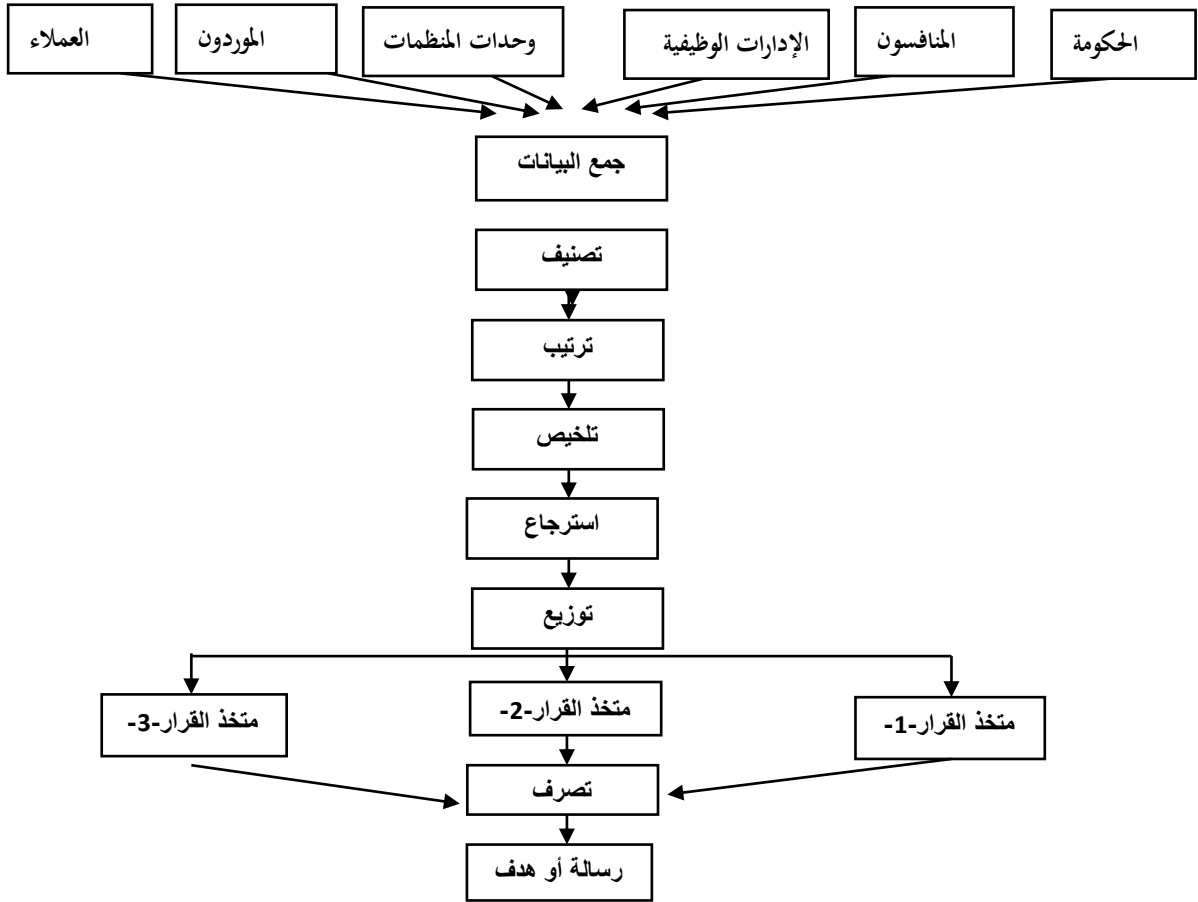 الحكومة
المنافسون
الإدارات الوظيفية
وحدات المنظمات
الموردون
العملاء
جمع البيانات
تصنيف
ترتيب
تلخيص
استرجاع
توزيع
متخذ القرار-1-
متخذ القرار-2-
متخذ القرار-3-
تصرف
رسالة أو هدف